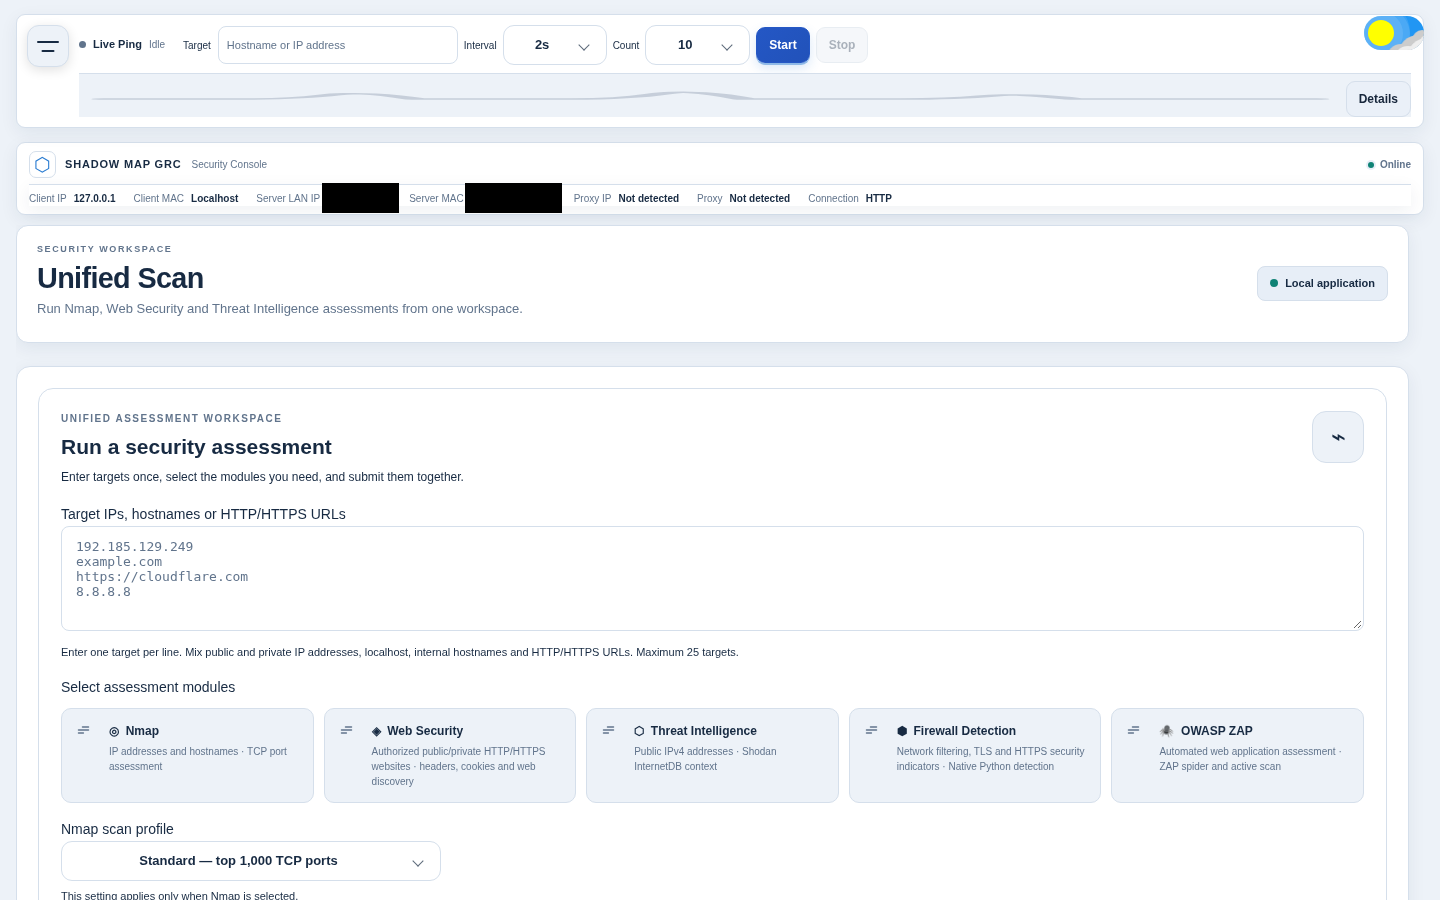 Live Ping Idle Target Hostname or IP address Interval 2s Count 10 Start Stop
Details
SHADOW MAP GRC Security Console Online
Client IP 127.0.0.1 Client MAC Localhost Server LAN IP Server MAC Proxy IP Not detected Proxy Not detected Connection HTTP
SECURITY WORKSPACE
Unified Scan
Local application
Run Nmap, Web Security and Threat Intelligence assessments from one workspace.
UNIFIED ASSESSMENT WORKSPACE
Run a security assessment
Enter targets once, select the modules you need, and submit them together.
Target IPs, hostnames or HTTP/HTTPS URLs
192.185.129.249
example.com
https://cloudflare.com
8.8.8.8
Enter one target per line. Mix public and private IP addresses, localhost, internal hostnames and HTTP/HTTPS URLs. Maximum 25 targets.
Select assessment modules
Nmap
IP addresses and hostnames · TCP port
assessment
Web Security
Authorized public/private HTTP/HTTPS
websites · headers, cookies and web
discovery
Threat Intelligence
Public IPv4 addresses · Shodan
InternetDB context
Firewall Detection
Network filtering, TLS and HTTPS security
indicators · Native Python detection
OWASP ZAP
Automated web application assessment ·
ZAP spider and active scan
Nmap scan profile
Standard — top 1,000 TCP ports
This setting applies only when Nmap is selected.